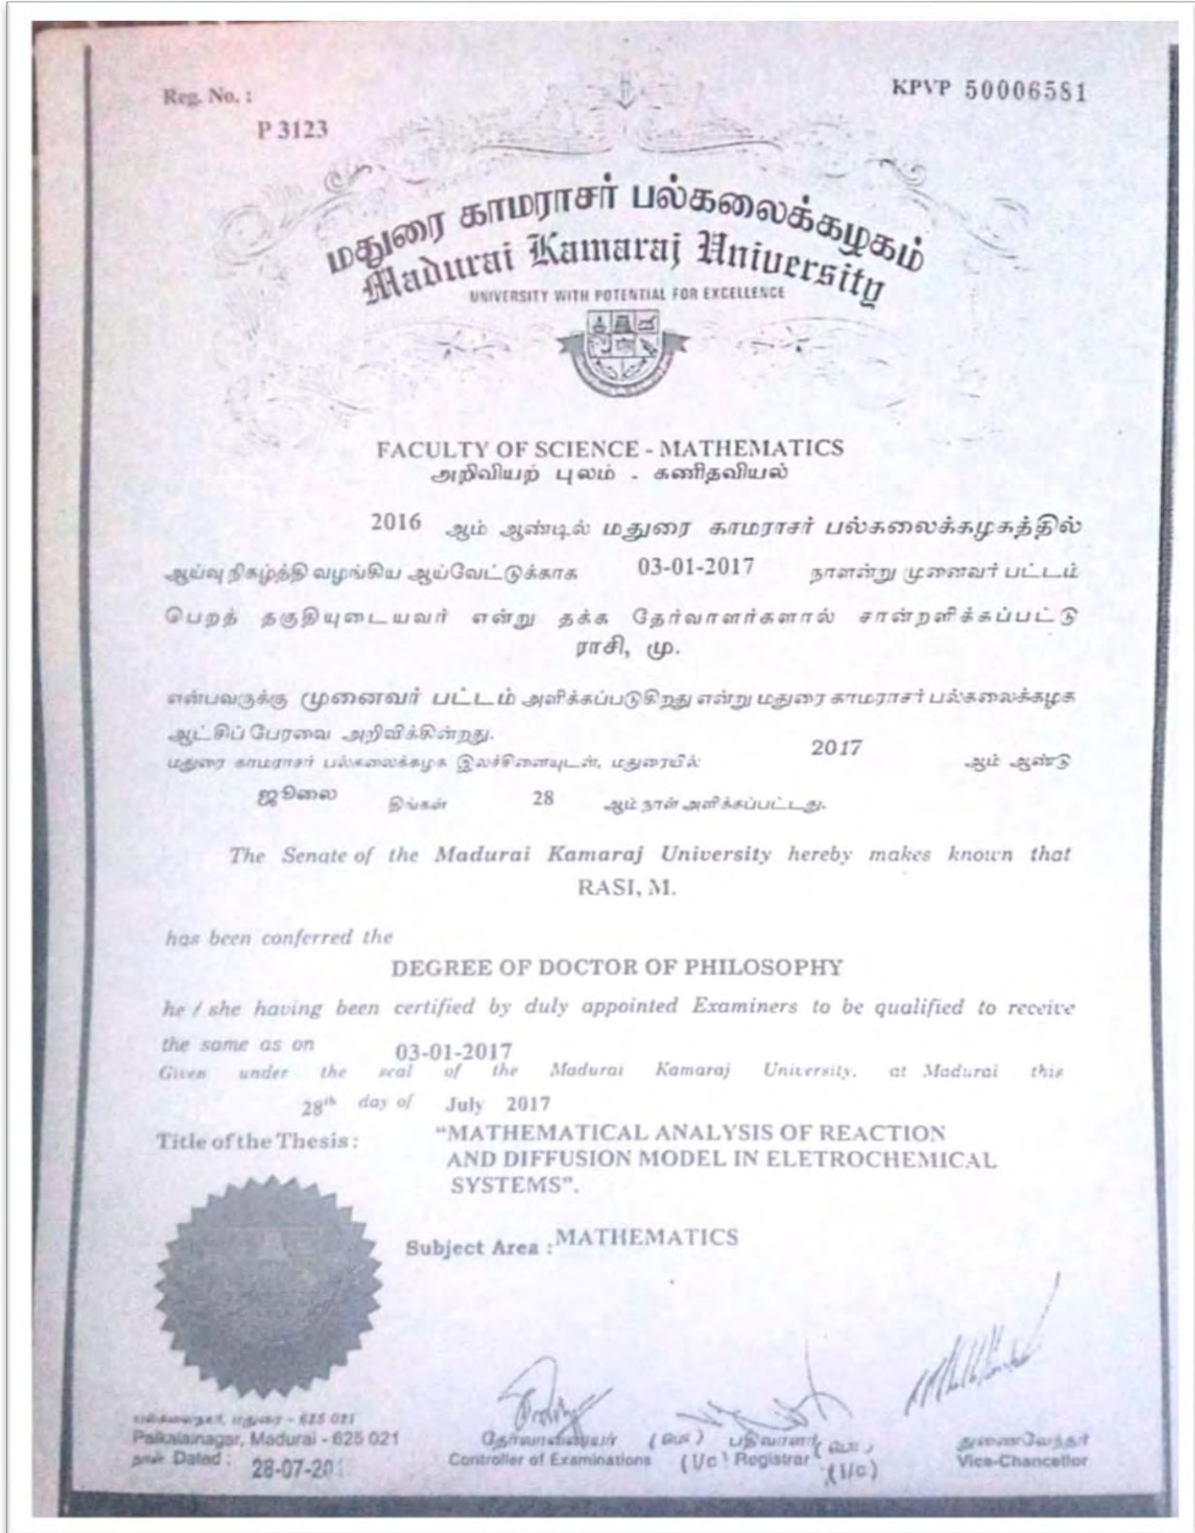 Reg. No. :
KPVP 50006581
P 3123
மதுரை காமராசர் பல்கலைக்கழகம்
Madurai Kamaraj University
UNIVERSITY WITH POTENTIAL FOR EXCELLENCE
FACULTY OF SCIENCE - MATHEMATICS
அறிவியற் புலம் - கணிதவியல்
2016 ஆம் ஆண்டில் மதுரை காமராசர் பல்கலைக்கழகத்தில்
ஆய்வு நிகழ்த்தி வழங்கிய ஆய்வேட்டுக்காக 03-01-2017 நாளன்று முனைவர் பட்டம்
பெறத் தகுதியுடையவர் என்று தக்க தேர்வாளர்களால் சான்றளிக்கப்பட்டு
ராசி, மு.
என்பவருக்கு முனைவர் பட்டம் அளிக்கப்படுகிறது என்று மதுரை காமராசர் பல்கலைக்கழக
ஆட்சிப் பேரவை அறிவிக்கின்றது.
மதுரை காமராசர் பல்கலைக்கழக இலச்சினையுடன், மதுரையில் 2017 ஆம் ஆண்டு
ஜூலை திங்கள் 28 ஆம் நாள் அளிக்கப்பட்டது.
The Senate of the Madurai Kamaraj University hereby makes known that
RASI, M.
has been conferred the
DEGREE OF DOCTOR OF PHILOSOPHY
he / she having been certified by duly appointed Examiners to be qualified to receive
the same as on 03-01-2017
Given under the seal of the Madurai Kamaraj University, at Madurai this
28th day of July 2017
Title of the Thesis : "MATHEMATICAL ANALYSIS OF REACTION
AND DIFFUSION MODEL IN ELETROCHEMICAL
SYSTEMS".
Subject Area : MATHEMATICS
பல்கலைநகர், மதுரை - 625 021
Palkalainagar, Madurai - 625 021
நாள் Dated : 28-07-20
தேர்வாணையர் (பொ) பதிவாளர் (பொ) துணைவேந்தர்
Controller of Examinations (I/c) Registrar (I/c) Vice-Chancellor